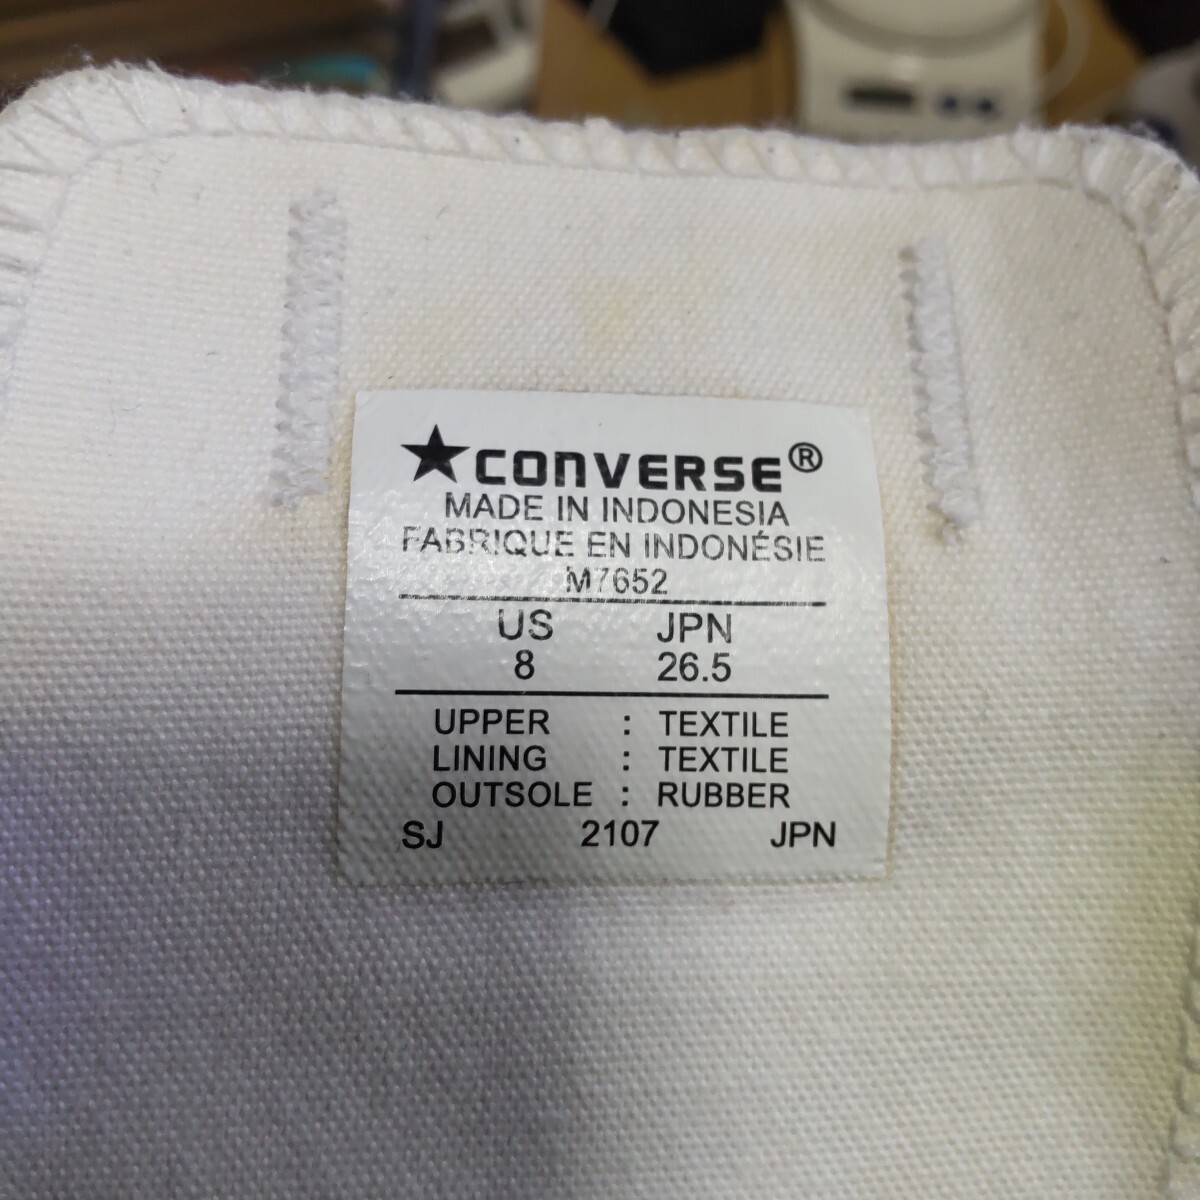 ★CONVERSE®
MADE IN INDONESIA
FABRIQUE EN INDONÉSIE
M7652
US JPN
8 26.5
UPPER : TEXTILE
LINING : TEXTILE
OUTSOLE : RUBBER
SJ 2107 JPN